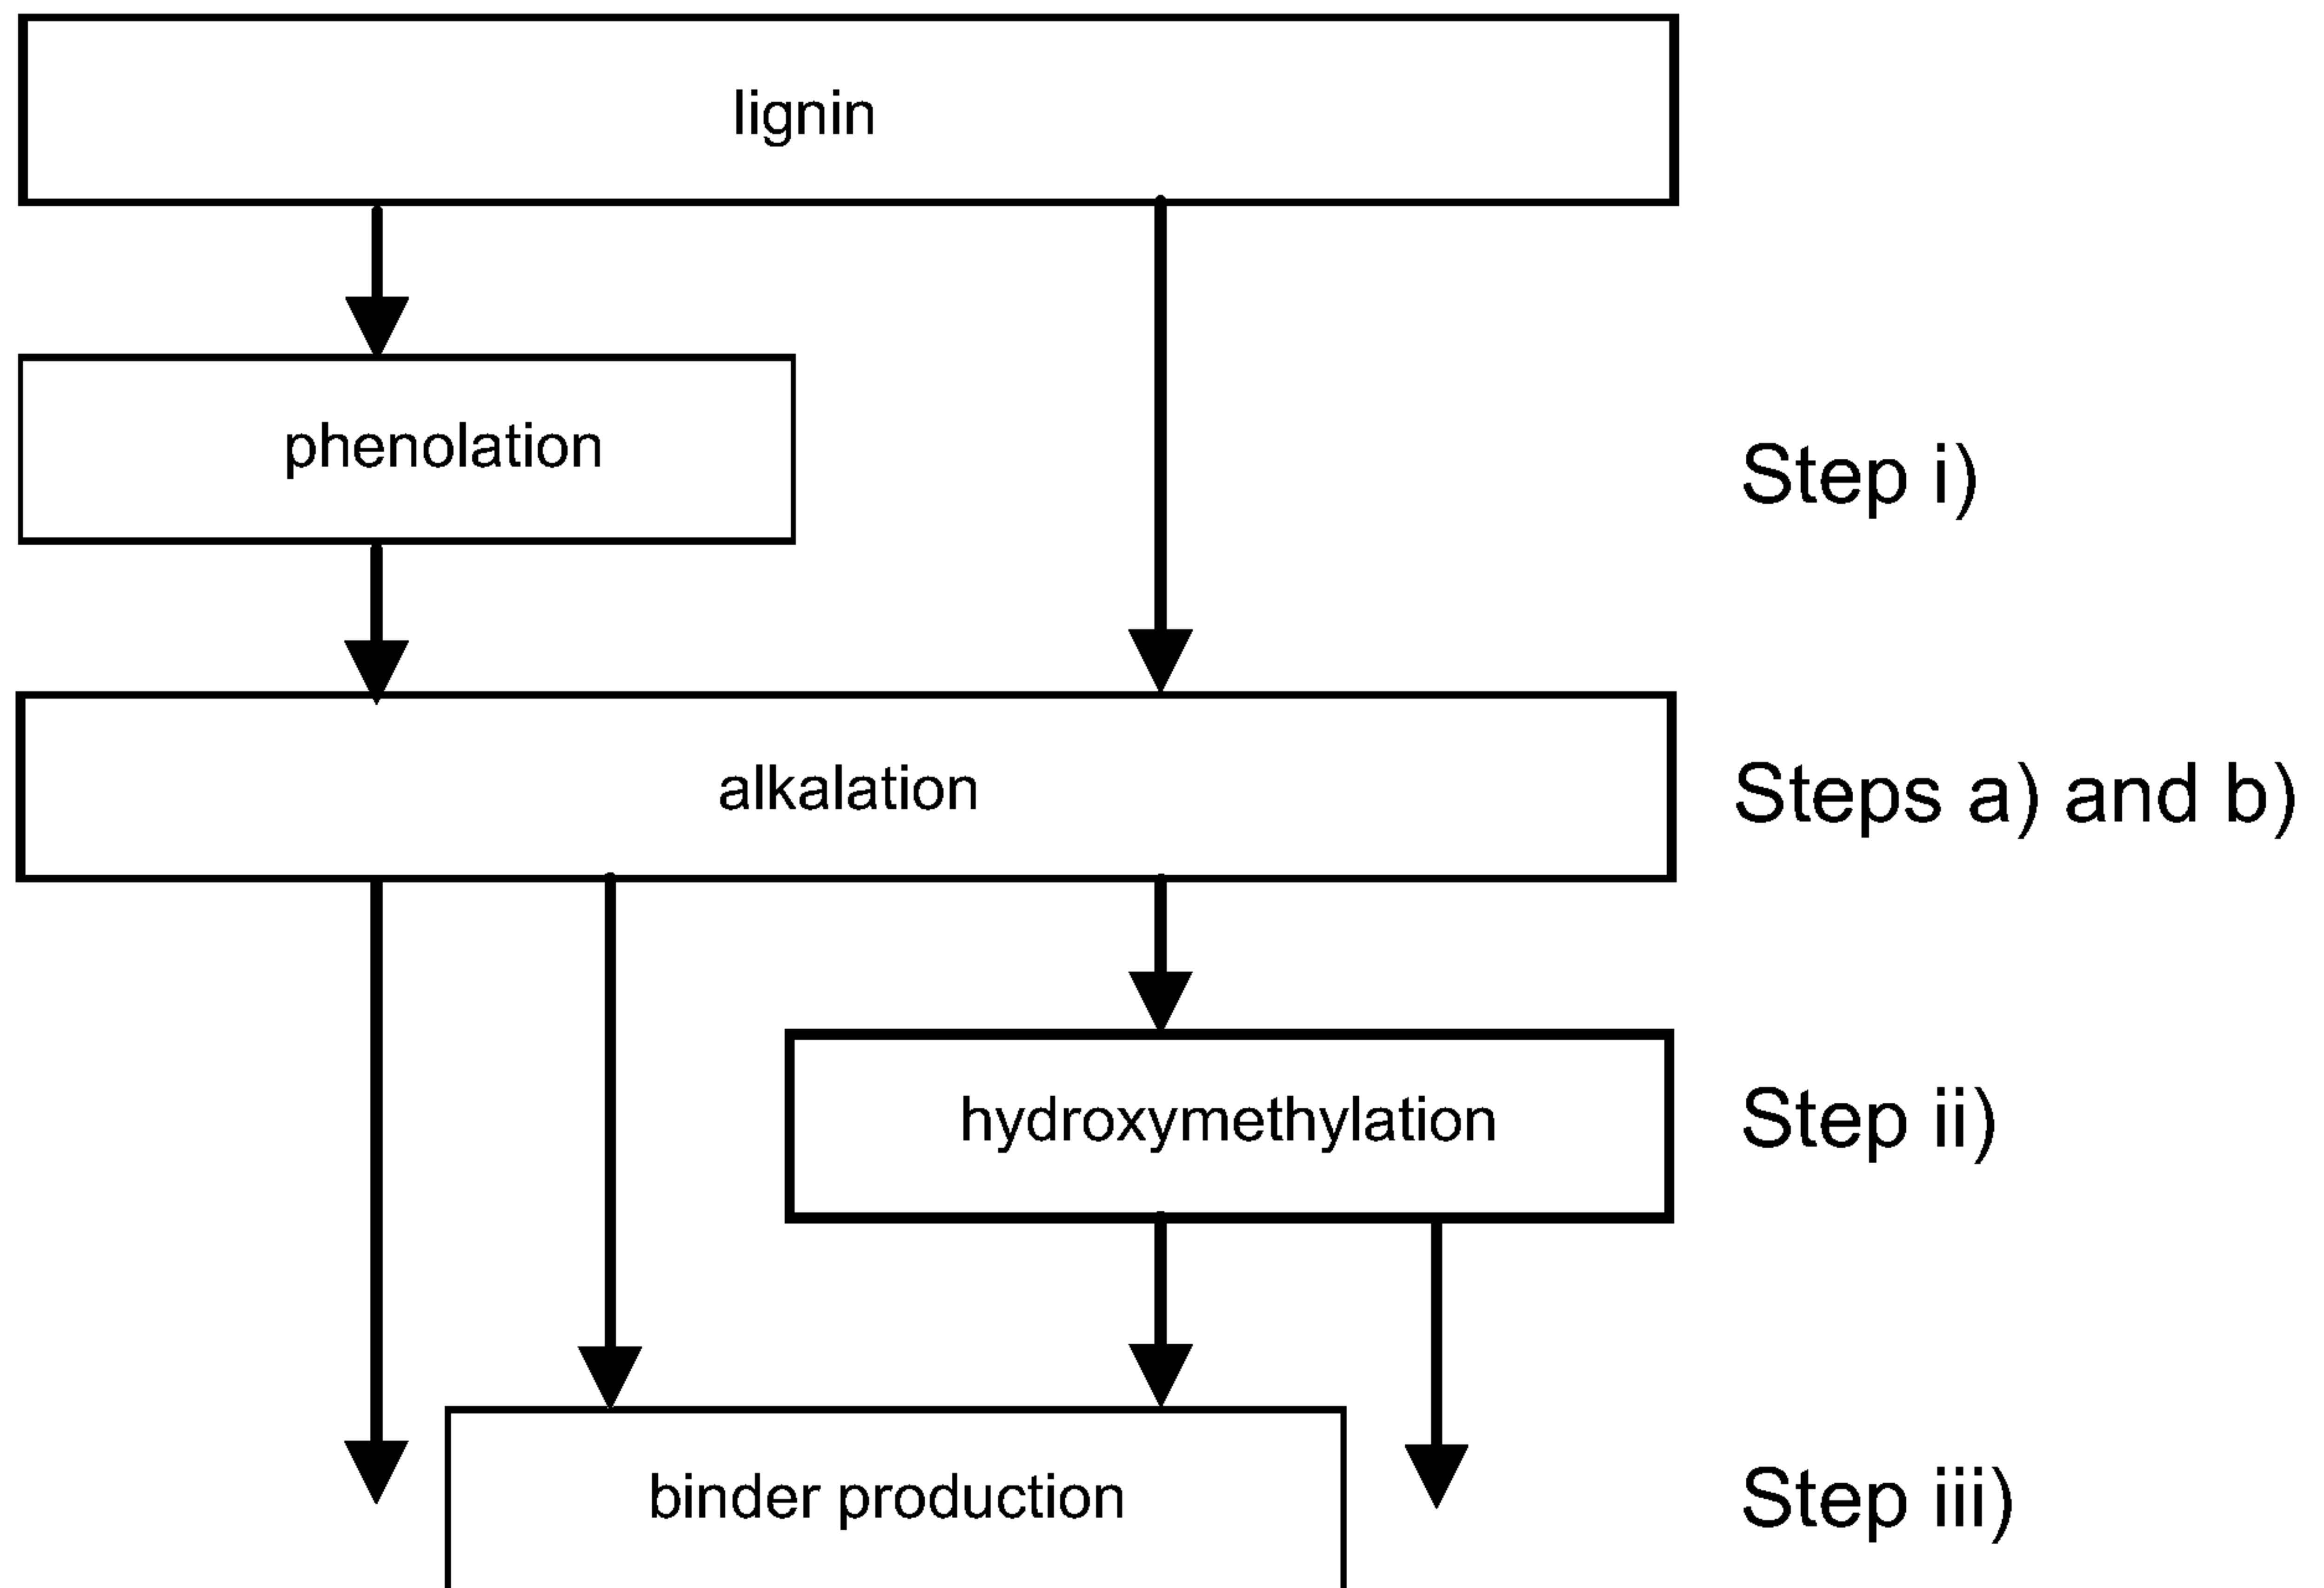 lignin
phenolation
Step i)
alkalation
Steps a) and b)
hydroxymethylation
Step ii)
binder production
Step iii)